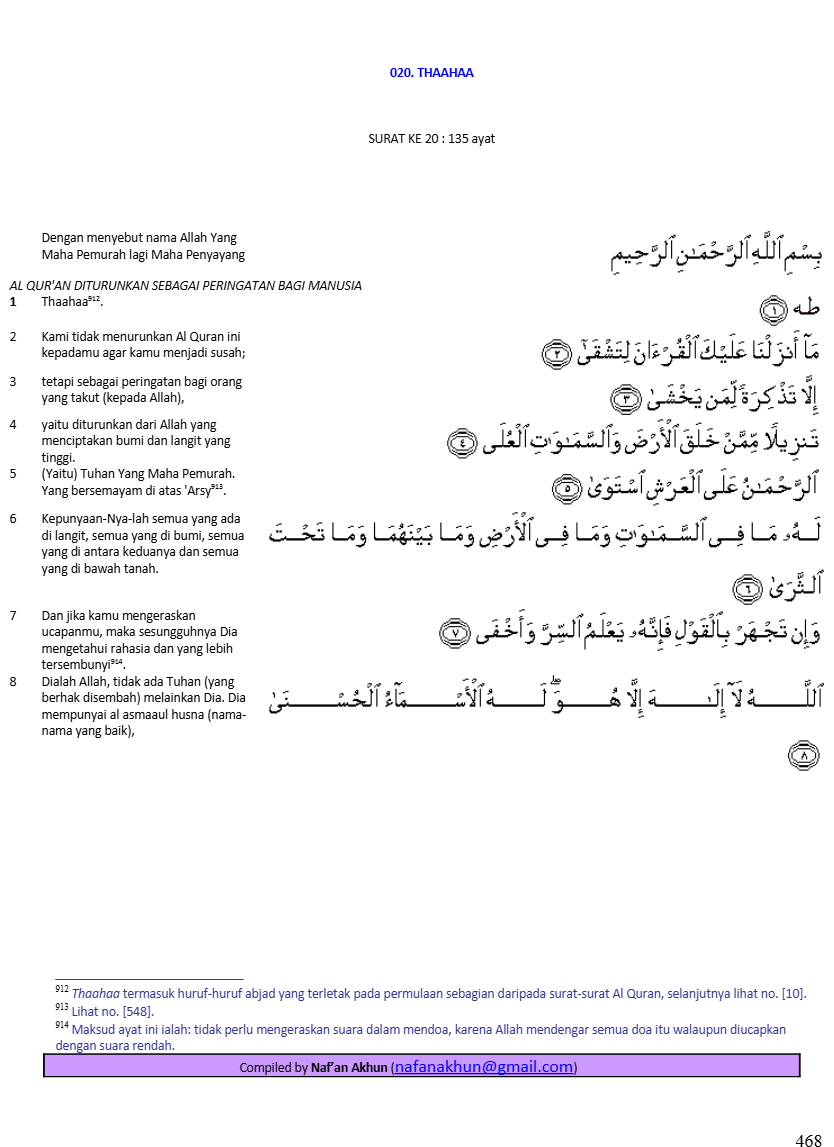 020. THAAHAA
SURAT KE 20 : 135 ayat
Dengan menyebut nama Allah Yang
Maha Pemurah lagi Maha Penyayang
بِسْمِ ٱللَّهِ ٱلرَّحْمَـٰنِ ٱلرَّحِيمِ
AL QUR'AN DITURUNKAN SEBAGAI PERINGATAN BAGI MANUSIA
1 Thaahaa⁹¹².
طه ١
2 Kami tidak menurunkan Al Quran ini
kepadamu agar kamu menjadi susah;
مَآ أَنزَلْنَا عَلَيْكَ ٱلْقُرْءَانَ لِتَشْقَىٰٓ ٢
3 tetapi sebagai peringatan bagi orang
yang takut (kepada Allah),
إِلَّا تَذْكِرَةً لِّمَن يَخْشَىٰ ٣
4 yaitu diturunkan dari Allah yang
menciptakan bumi dan langit yang
tinggi.
تَنزِيلًا مِّمَّنْ خَلَقَ ٱلْأَرْضَ وَٱلسَّمَـٰوَٰتِ ٱلْعُلَى ٤
5 (Yaitu) Tuhan Yang Maha Pemurah.
Yang bersemayam di atas 'Arsy⁹¹³.
ٱلرَّحْمَـٰنُ عَلَى ٱلْعَرْشِ ٱسْتَوَىٰ ٥
6 Kepunyaan-Nya-lah semua yang ada
di langit, semua yang di bumi, semua
yang di antara keduanya dan semua
yang di bawah tanah.
لَهُۥ مَا فِى ٱلسَّمَـٰوَٰتِ وَمَا فِى ٱلْأَرْضِ وَمَا بَيْنَهُمَا وَمَا تَحْتَ
ٱلثَّرَىٰ ٦
7 Dan jika kamu mengeraskan
ucapanmu, maka sesungguhnya Dia
mengetahui rahasia dan yang lebih
tersembunyi⁹¹⁴.
وَإِن تَجْهَرْ بِٱلْقَوْلِ فَإِنَّهُۥ يَعْلَمُ ٱلسِّرَّ وَأَخْفَى ٧
8 Dialah Allah, tidak ada Tuhan (yang
berhak disembah) melainkan Dia. Dia
mempunyai al asmaaul husna (nama-
nama yang baik),
ٱللَّهُ لَآ إِلَـٰهَ إِلَّا هُوَ ۖ لَهُ ٱلْأَسْمَآءُ ٱلْحُسْنَىٰ
٨
⁹¹² Thaahaa termasuk huruf-huruf abjad yang terletak pada permulaan sebagian daripada surat-surat Al Quran, selanjutnya lihat no. [10].
⁹¹³ Lihat no. [548].
⁹¹⁴ Maksud ayat ini ialah: tidak perlu mengeraskan suara dalam mendoa, karena Allah mendengar semua doa itu walaupun diucapkan
dengan suara rendah.
Compiled by Naf’an Akhun (nafanakhun@gmail.com)
468